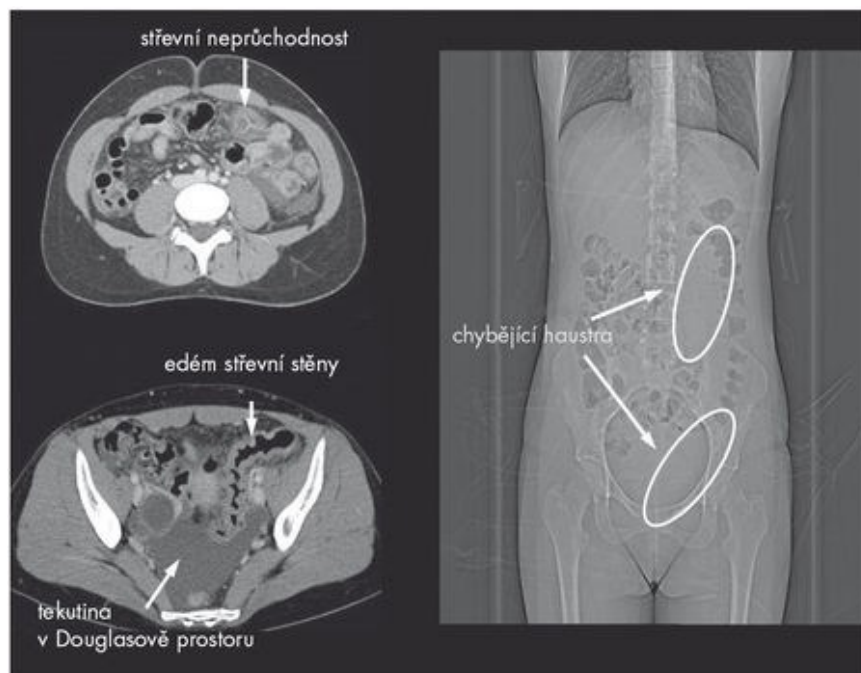 střevní neprůchodnost
edém střevní stěny
tekutina
v Douglasově prostoru
chybějící haustra